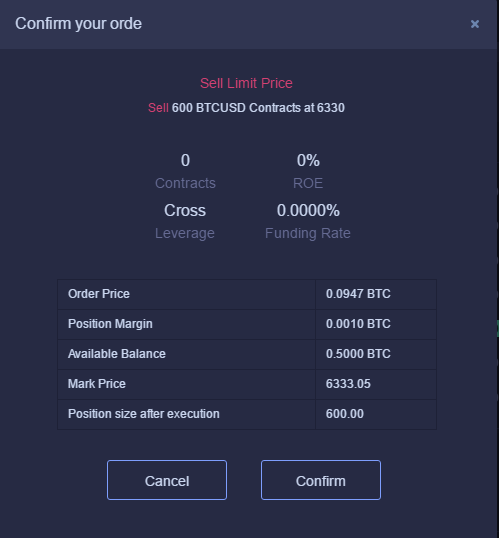 Confirm your orde ×
Sell Limit Price
Sell 600 BTCUSD Contracts at 6330
0 0%
Contracts ROE
Cross 0.0000%
Leverage Funding Rate
Order Price 0.0947 BTC
Position Margin 0.0010 BTC
Available Balance 0.5000 BTC
Mark Price 6333.05
Position size after execution 600.00
Cancel Confirm